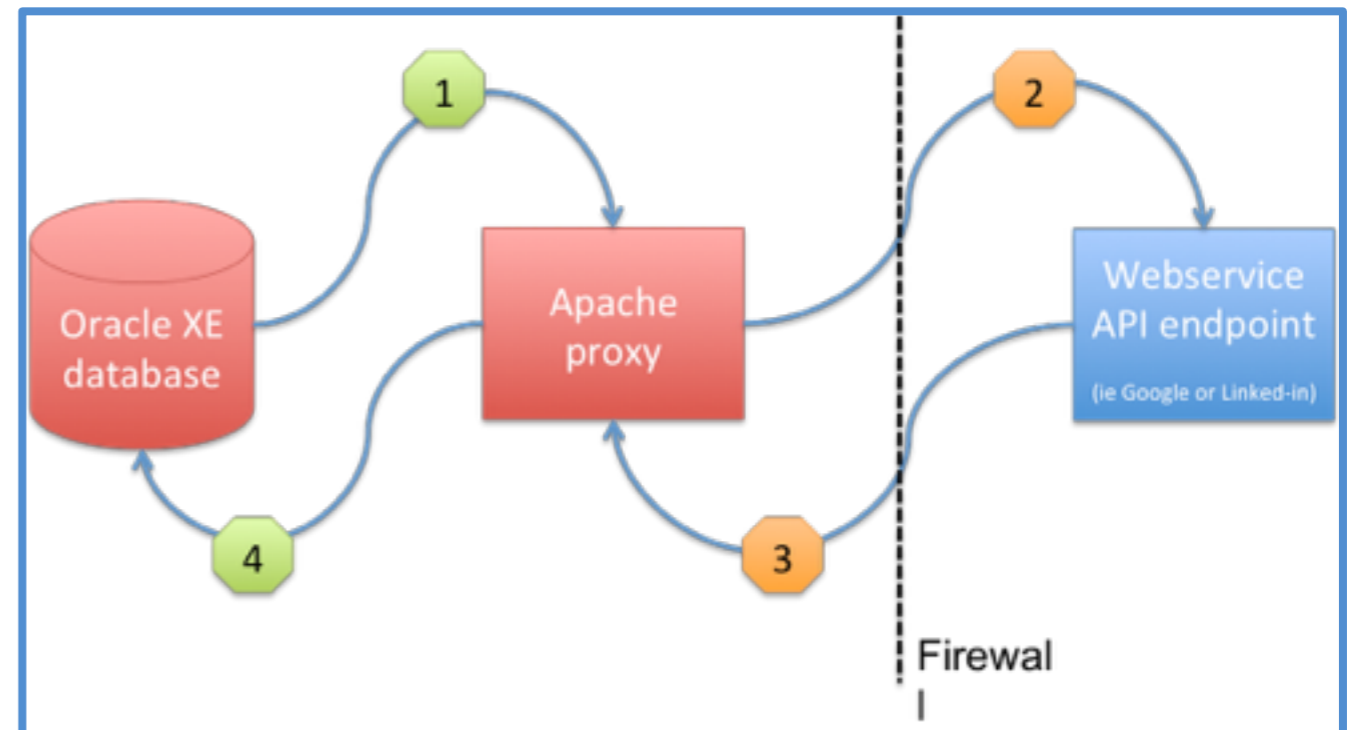 1
2
Oracle XE
database
Apache
proxy
Webservice
API endpoint
(ie Google or Linked-in)
4
3
Firewal
l